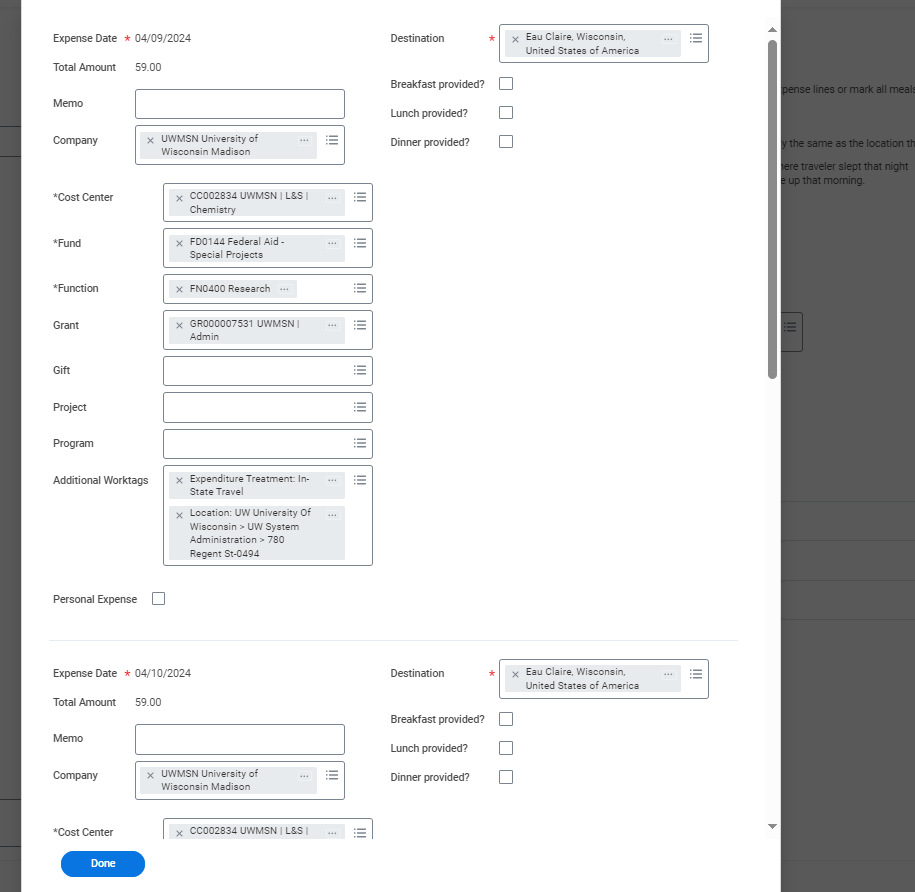 Expense Date * 04/09/2024
Total Amount 59.00
Memo
Company × UWMSN University of
Wisconsin Madison
*Cost Center × CC002834 UWMSN | L&S |
Chemistry
*Fund × FD0144 Federal Aid -
Special Projects
*Function × FN0400 Research
Grant × GR000007531 UWMSN |
Admin
Gift
Project
Program
Additional Worktags × Expenditure Treatment: In-
State Travel
× Location: UW University Of
Wisconsin > UW System
Administration > 780
Regent St-0494
Personal Expense
Destination * × Eau Claire, Wisconsin,
United States of America
Breakfast provided?
Lunch provided?
Dinner provided?
Expense Date * 04/10/2024
Total Amount 59.00
Memo
Company × UWMSN University of
Wisconsin Madison
*Cost Center × CC002834 UWMSN | L&S |
Destination * × Eau Claire, Wisconsin,
United States of America
Breakfast provided?
Lunch provided?
Dinner provided?
Done
expense lines or mark all meals
y the same as the location th
here traveler slept that night
e up that morning.